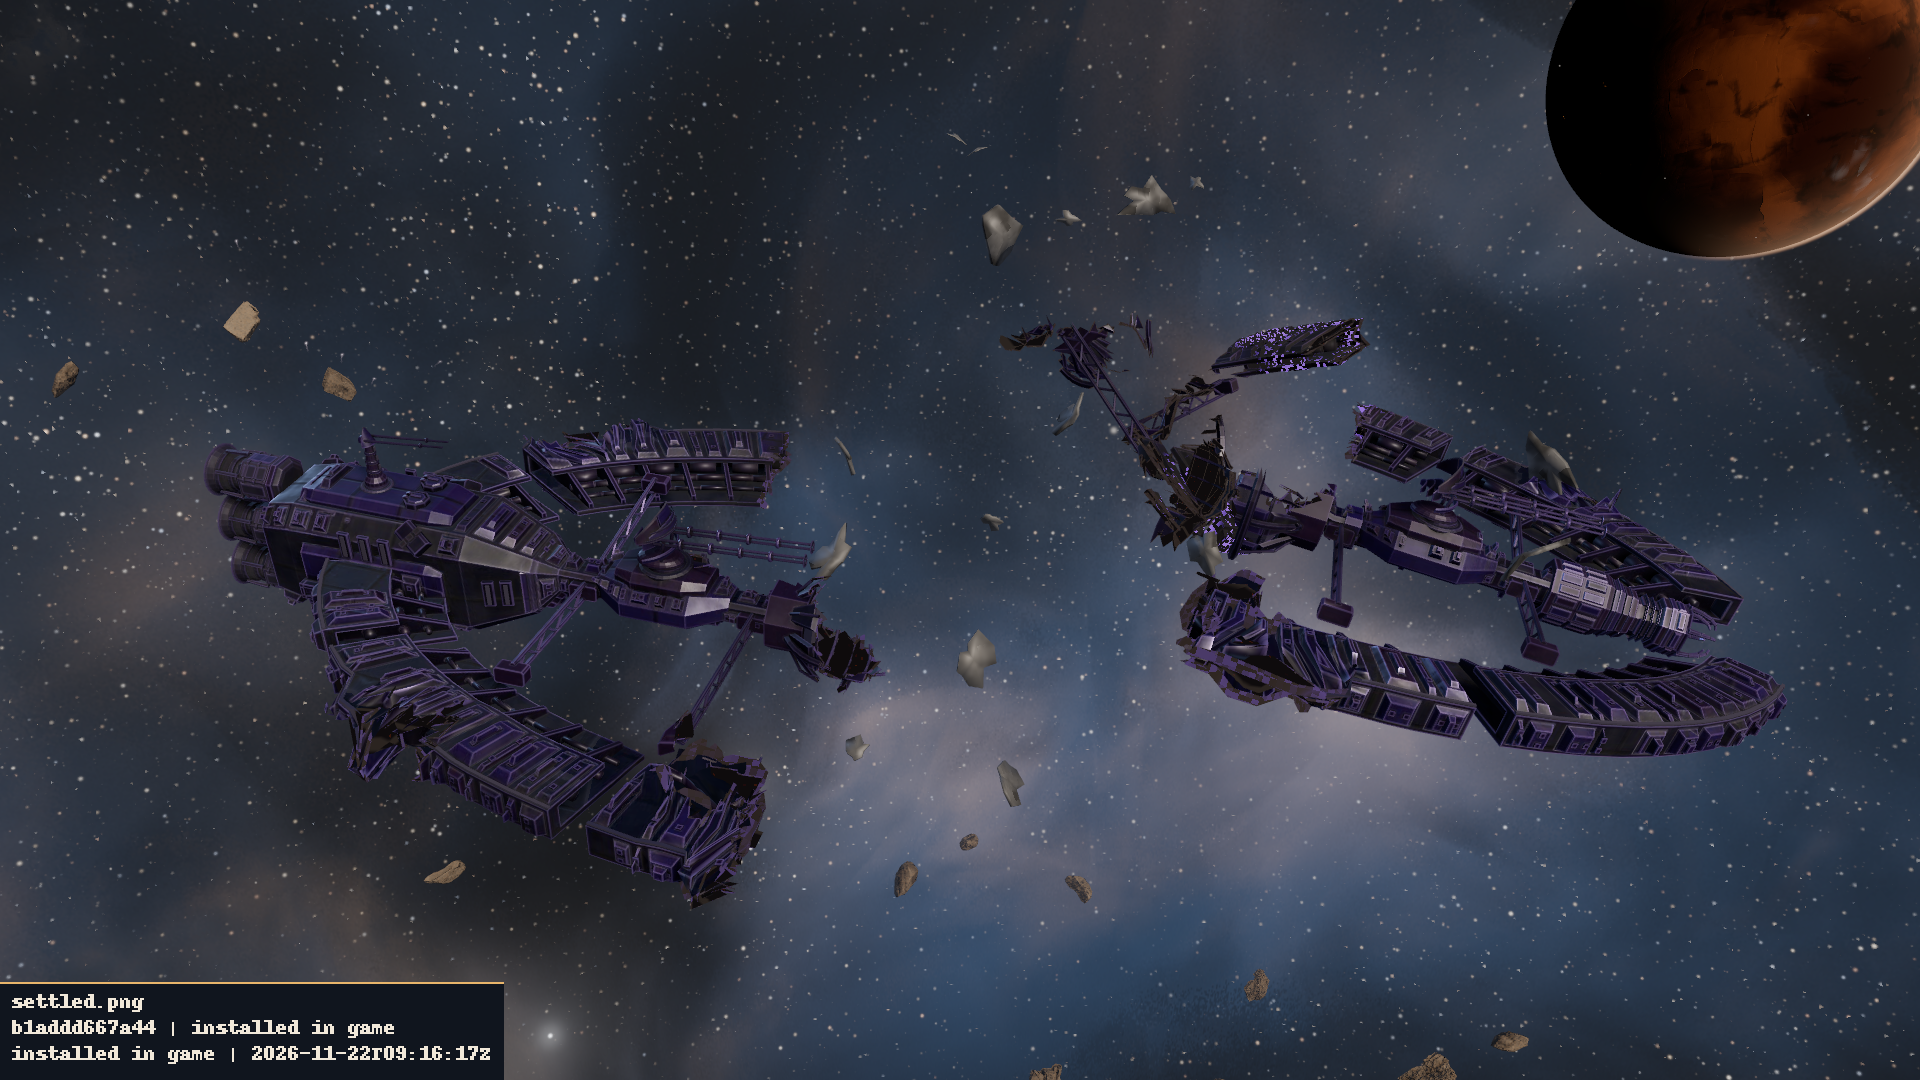 settled.png
b1addd667a44 | installed in game
installed in game | 2026-11-22T09:16:17Z